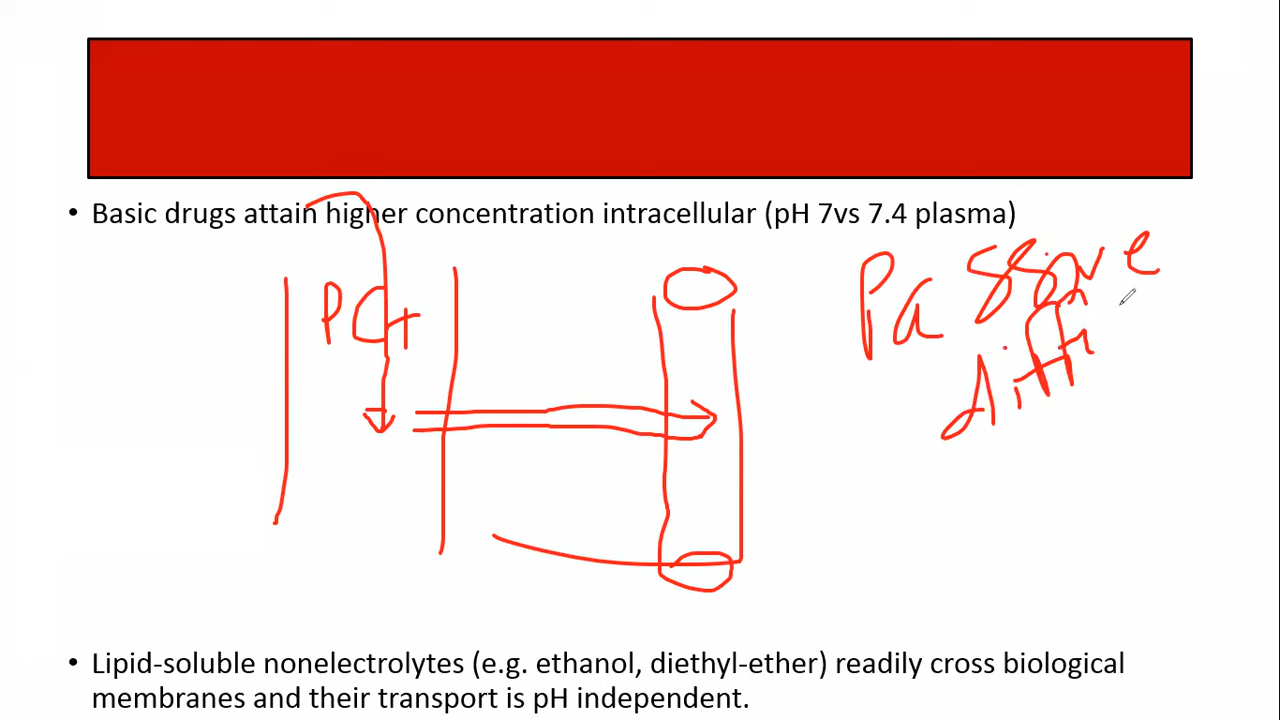 • Basic drugs attain higher concentration intracellular (pH 7vs 7.4 plasma)
PCT
Passive
diff
• Lipid-soluble nonelectrolytes (e.g. ethanol, diethyl-ether) readily cross biological
membranes and their transport is pH independent.